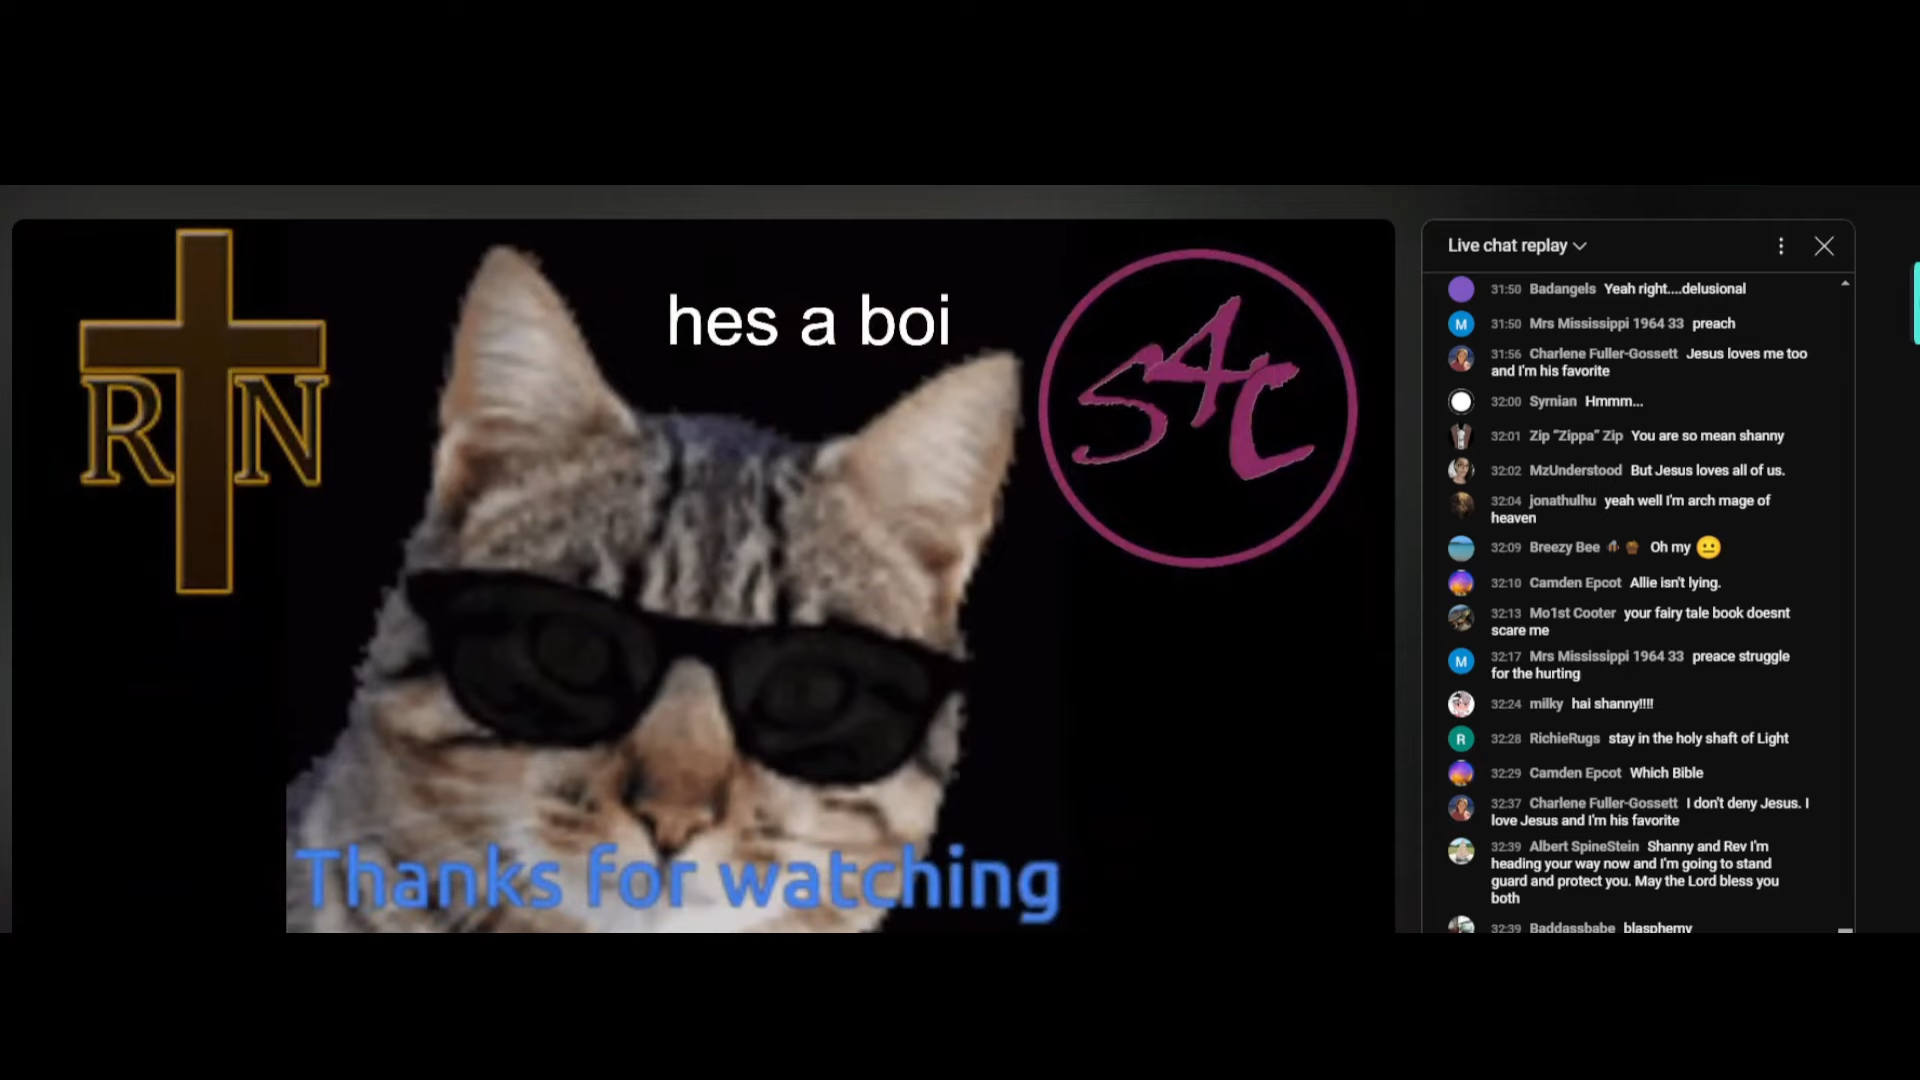 R N
hes a boi
S4C
Thanks for watching
Live chat replay
31:50 Badangels Yeah right....delusional
31:50 Mrs Mississippi 1964 33 preach
31:56 Charlene Fuller-Gossett Jesus loves me too
and I'm his favorite
32:00 Symian Hmmm...
32:01 Zip “Zippa” Zip You are so mean shanny
32:02 MzUnderstood But Jesus loves all of us.
32:04 jonathulhu yeah well I'm arch mage of
heaven
32:09 Breezy Bee Oh my
32:10 Camden Epcot Allie isn't lying.
32:13 Mo1st Cooter your fairy tale book doesnt
scare me
M 32:17 Mrs Mississippi 1964 33 preace struggle
for the hurting
32:24 milky hai shanny!!!!
R 32:28 RichieRugs stay in the holy shaft of Light
32:29 Camden Epcot Which Bible
32:37 Charlene Fuller-Gossett I don't deny Jesus. I
love Jesus and I'm his favorite
32:39 Albert SpineStein Shanny and Rev I'm
heading your way now and I'm going to stand
guard and protect you. May the Lord bless you
both
32:39 Baddassbabe blasphemy